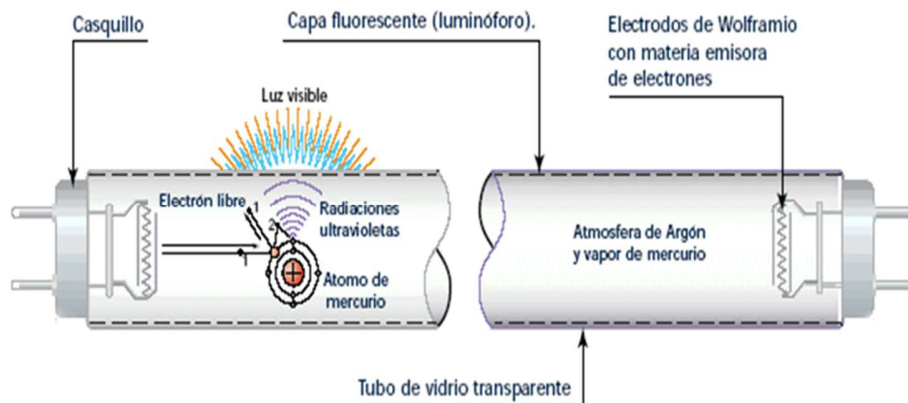 Casquillo
Capa fluorescente (luminóforo).
Electrodos de Wolframio
con materia emisora
de electrones
Luz visible
Electrón libre
1
2
Radiaciones
ultravioletas
1
Atomo de
mercurio
Atmosfera de Argón
y vapor de mercurio
Tubo de vidrio transparente